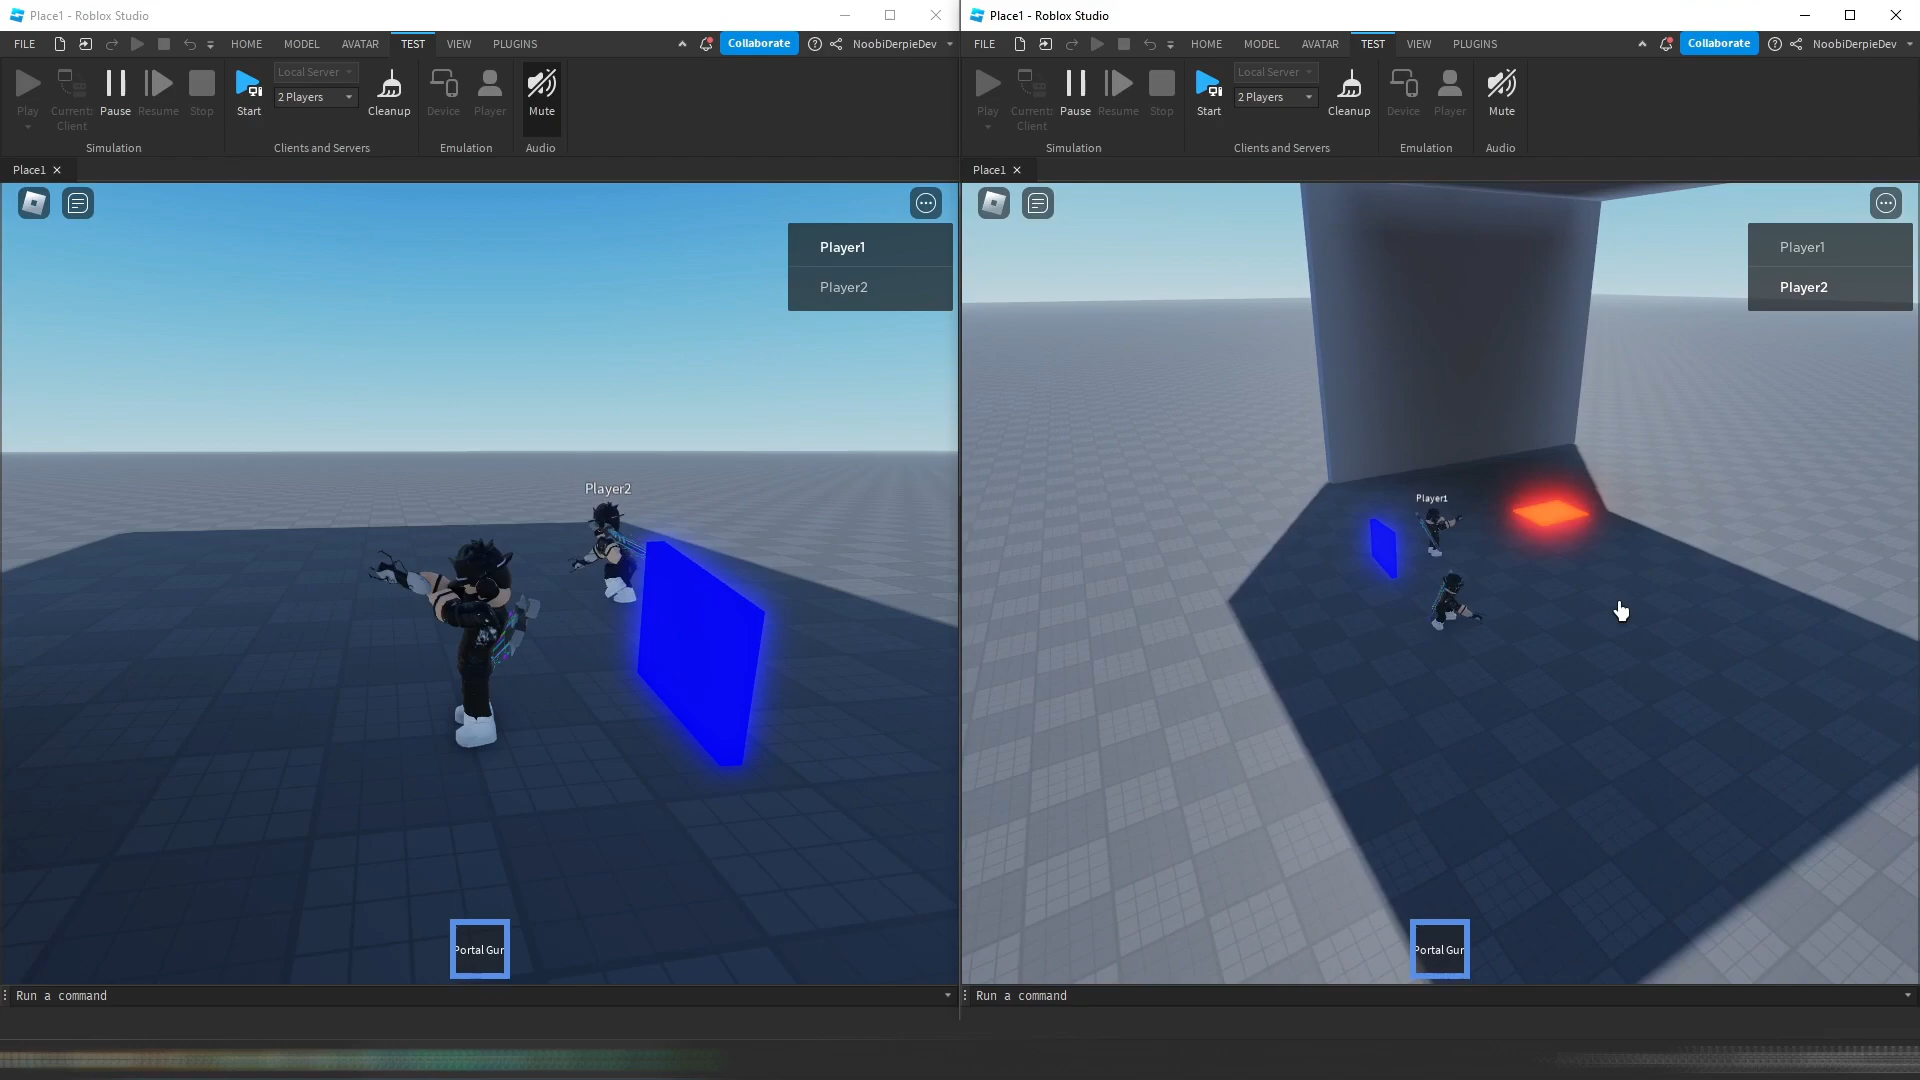 Place1 - Roblox Studio
FILE HOME MODEL AVATAR TEST VIEW PLUGINS Collaborate NoobiDerpieDev
Play Current: Client Pause Resume Stop Start Local Server 2 Players Cleanup Device Player Mute
Simulation Clients and Servers Emulation Audio
Place1
Player1
Player2
Player2
Portal Gun
Run a command
Place1 - Roblox Studio
FILE HOME MODEL AVATAR TEST VIEW PLUGINS Collaborate NoobiDerpieDev
Play Current: Client Pause Resume Stop Start Local Server 2 Players Cleanup Device Player Mute
Simulation Clients and Servers Emulation Audio
Place1
Player1
Player2
Player1
Portal Gun
Run a command